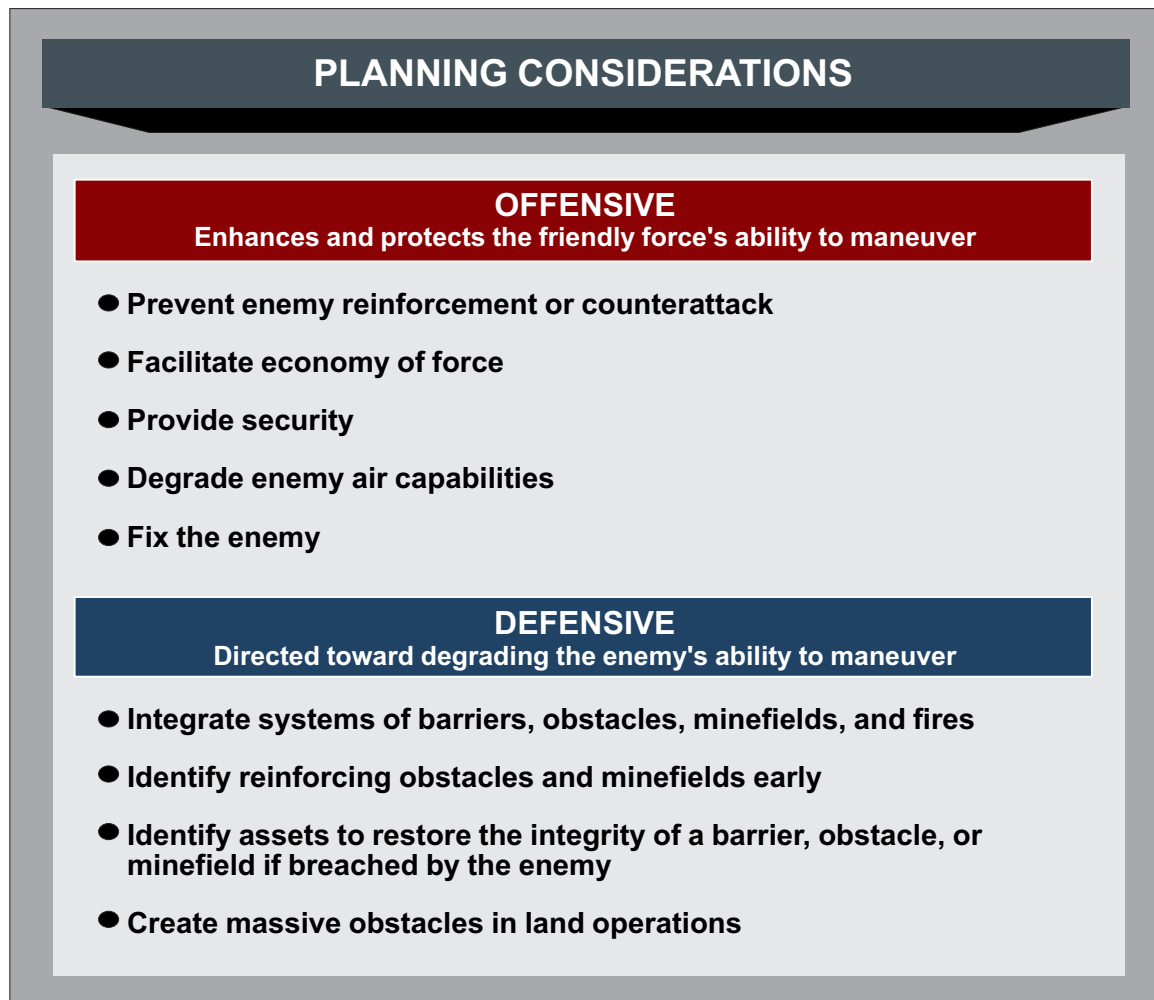 PLANNING CONSIDERATIONS
OFFENSIVE
Enhances and protects the friendly force's ability to maneuver
● Prevent enemy reinforcement or counterattack
● Facilitate economy of force
● Provide security
● Degrade enemy air capabilities
● Fix the enemy
DEFENSIVE
Directed toward degrading the enemy's ability to maneuver
● Integrate systems of barriers, obstacles, minefields, and fires
● Identify reinforcing obstacles and minefields early
● Identify assets to restore the integrity of a barrier, obstacle, or
minefield if breached by the enemy
● Create massive obstacles in land operations